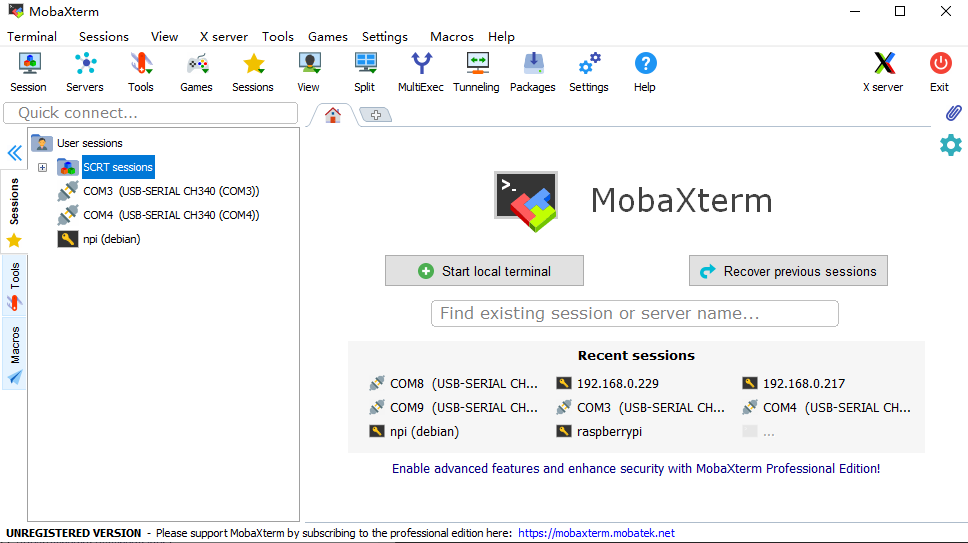 MobaXterm
Terminal Sessions View X server Tools Games Settings Macros Help
Session Servers Tools Games Sessions View Split MultiExec Tunneling Packages Settings Help X server Exit
Quick connect...
User sessions
SCRT sessions
COM3 (USB-SERIAL CH340 (COM3))
COM4 (USB-SERIAL CH340 (COM4))
npi (debian)
Sessions
Tools
Macros
>_
MobaXterm
Start local terminal Recover previous sessions
Find existing session or server name...
Recent sessions
COM8 (USB-SERIAL CH... 192.168.0.229 192.168.0.217
COM9 (USB-SERIAL CH... COM3 (USB-SERIAL CH... COM4 (USB-SERIAL CH...
npi (debian) raspberrypi ...
Enable advanced features and enhance security with MobaXterm Professional Edition!
UNREGISTERED VERSION - Please support MobaXterm by subscribing to the professional edition here: https://mobaxterm.mobatek.net